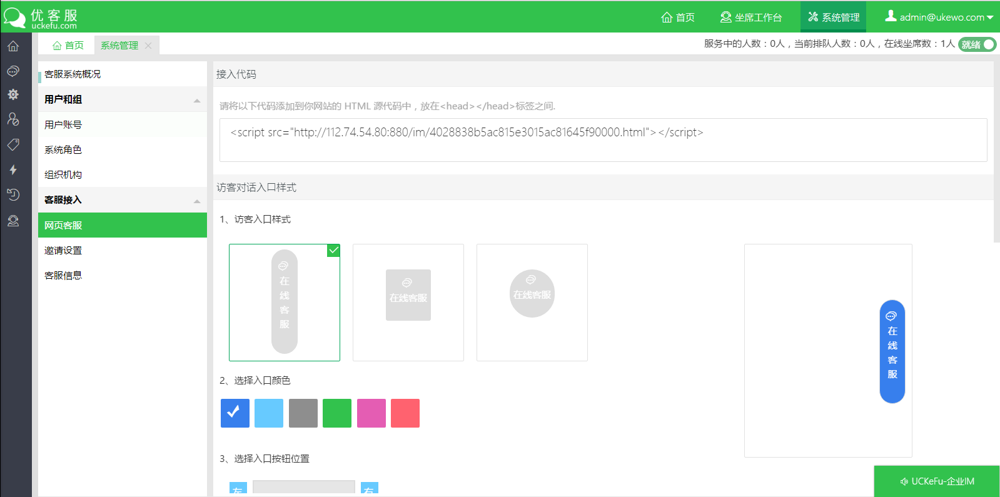 优客服
uckefu.com
首页
坐席工作台
系统管理
admin@ukewo.com
首页
系统管理
服务中的人数：0人，当前排队人数：0人，在线坐席数：1人
就绪
客服系统概况
用户和组
用户账号
系统角色
组织机构
客服接入
网页客服
邀请设置
客服信息
接入代码
请将以下代码添加到你网站的 HTML 源代码中，放在<head></head>标签之间.
<script src="http://112.74.54.80:880/im/4028838b5ac815e3015ac81645f90000.html"></script>
访客对话入口样式
1、访客入口样式
在
线
客
服
在线客服
在线客服
在
线
客
服
2、选择入口颜色
3、选择入口按钮位置
左
右
UCKeFu-企业IM